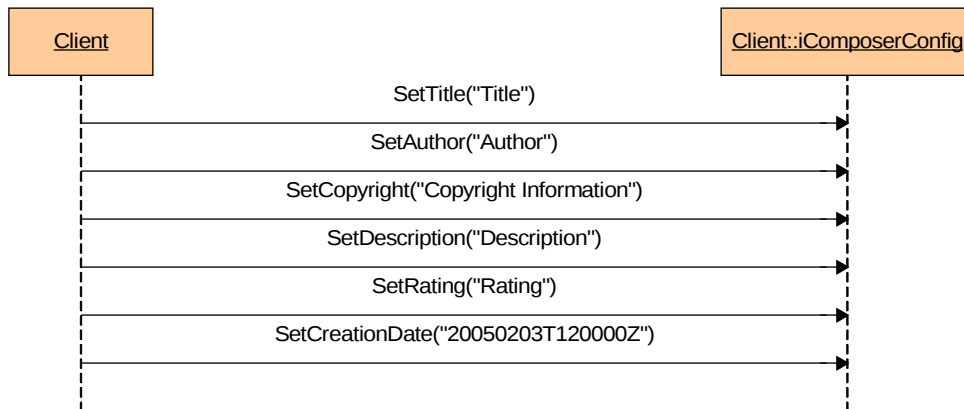 Client
Client::iComposerConfig
SetTitle("Title")
SetAuthor("Author")
SetCopyright("Copyright Information")
SetDescription("Description")
SetRating("Rating")
SetCreationDate("20050203T120000Z")